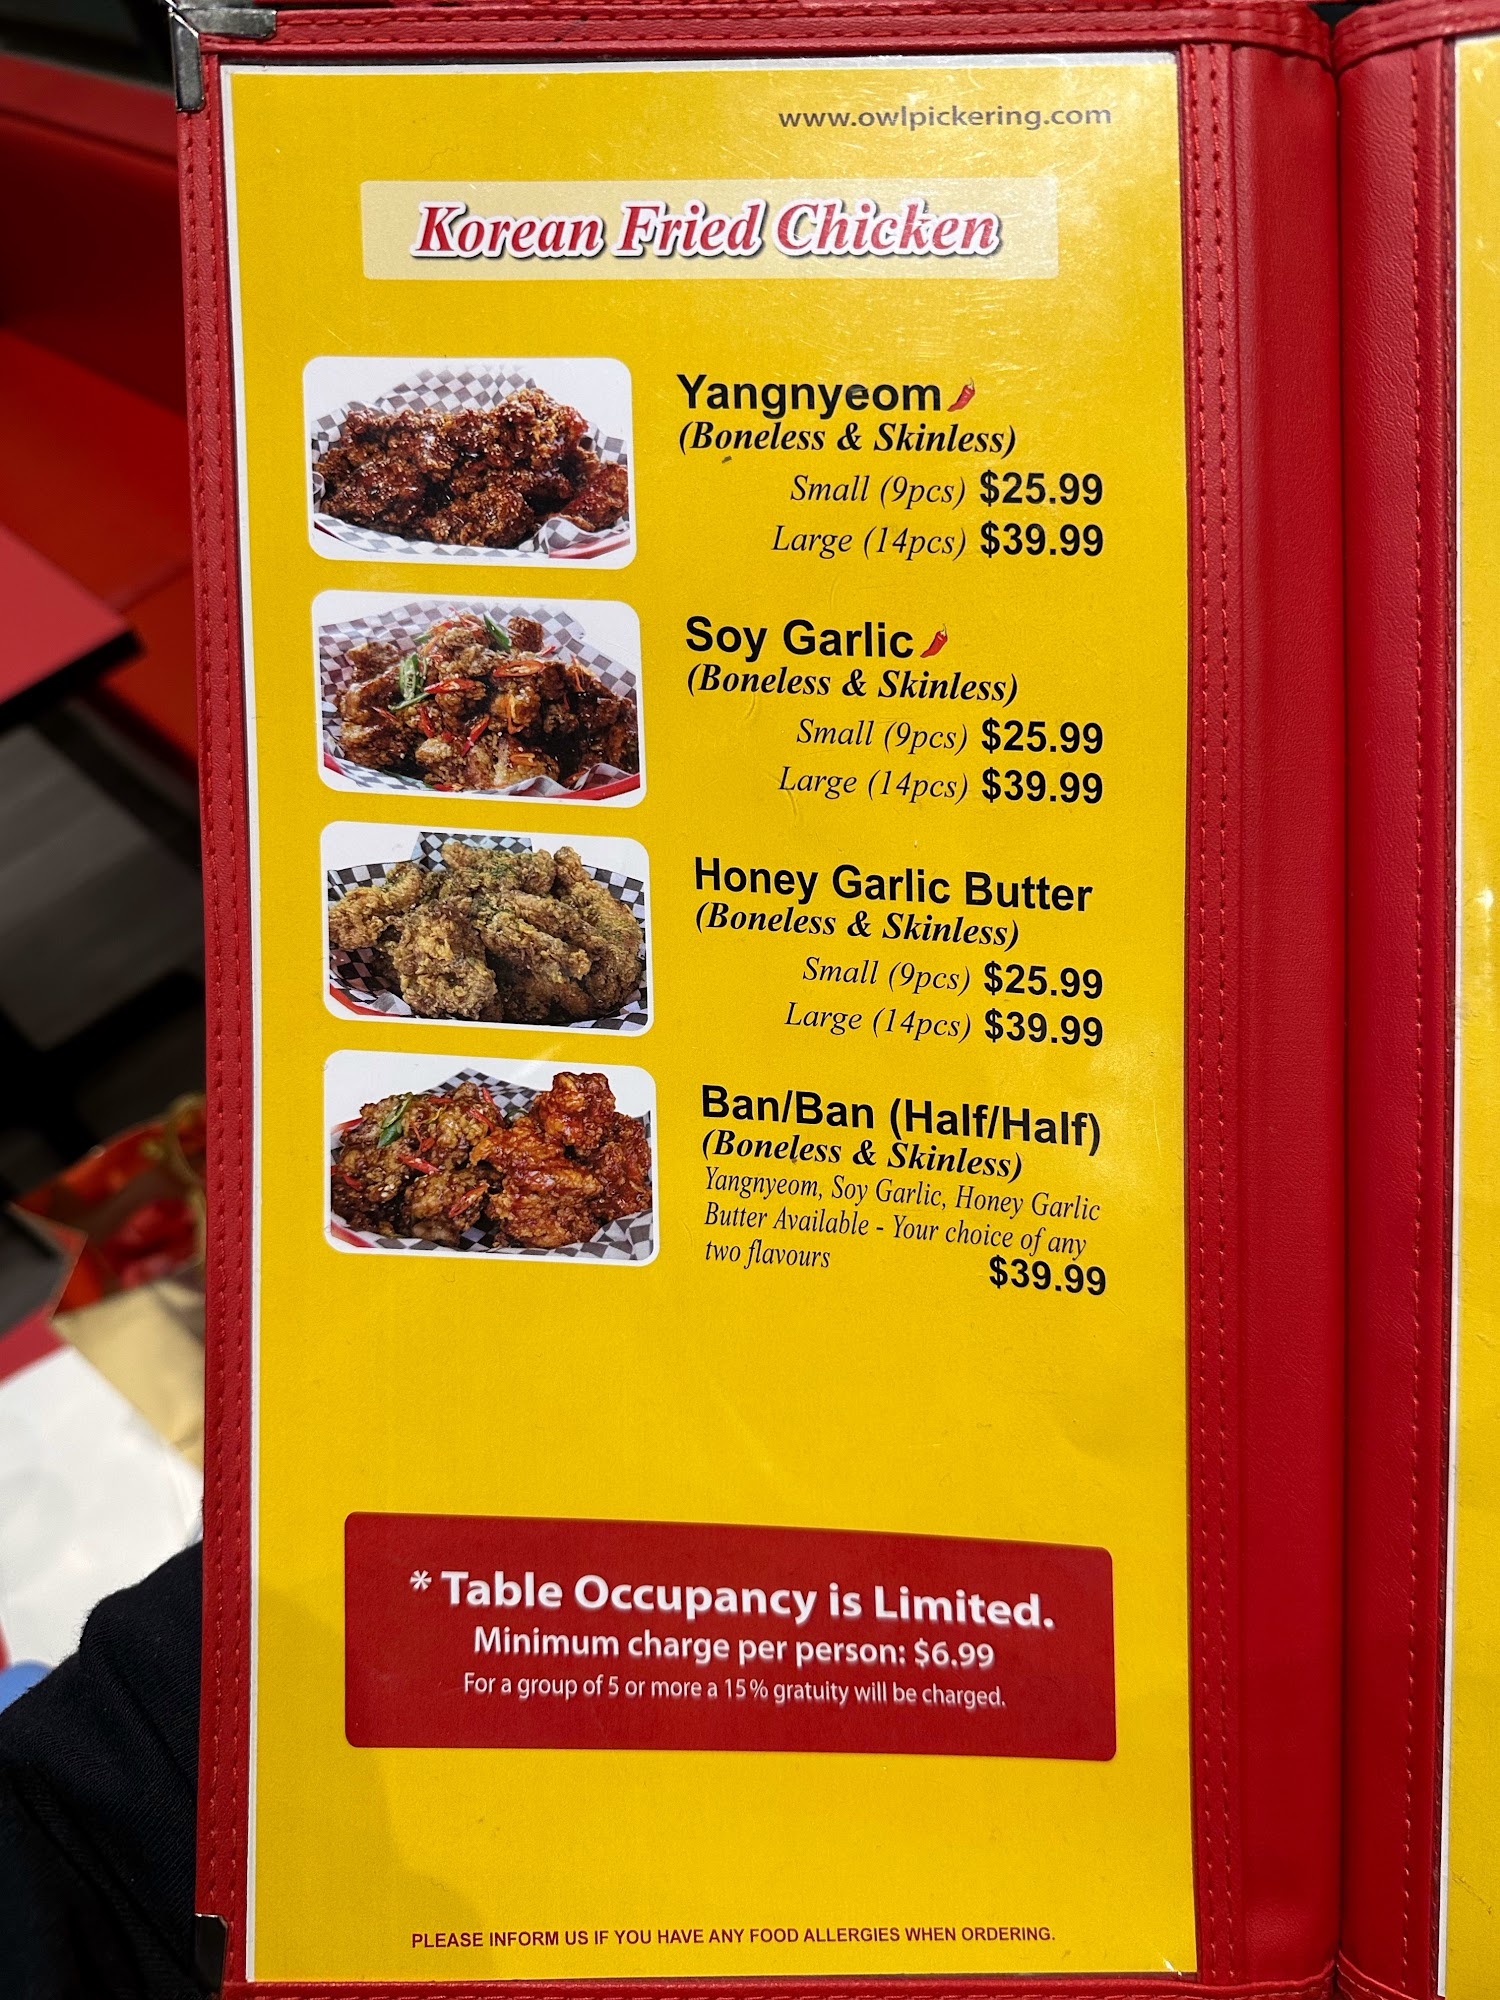 www.owlpickering.com
Korean Fried Chicken
Yangnyeom
(Boneless & Skinless)
Small (9pcs) $25.99
Large (14pcs) $39.99
Soy Garlic
(Boneless & Skinless)
Small (9pcs) $25.99
Large (14pcs) $39.99
Honey Garlic Butter
(Boneless & Skinless)
Small (9pcs) $25.99
Large (14pcs) $39.99
Ban/Ban (Half/Half)
(Boneless & Skinless)
Yangnyeom, Soy Garlic, Honey Garlic
Butter Available - Your choice of any
two flavours
$39.99
* Table Occupancy is Limited.
Minimum charge per person: $6.99
For a group of 5 or more a 15% gratuity will be charged.
PLEASE INFORM US IF YOU HAVE ANY FOOD ALLERGIES WHEN ORDERING.